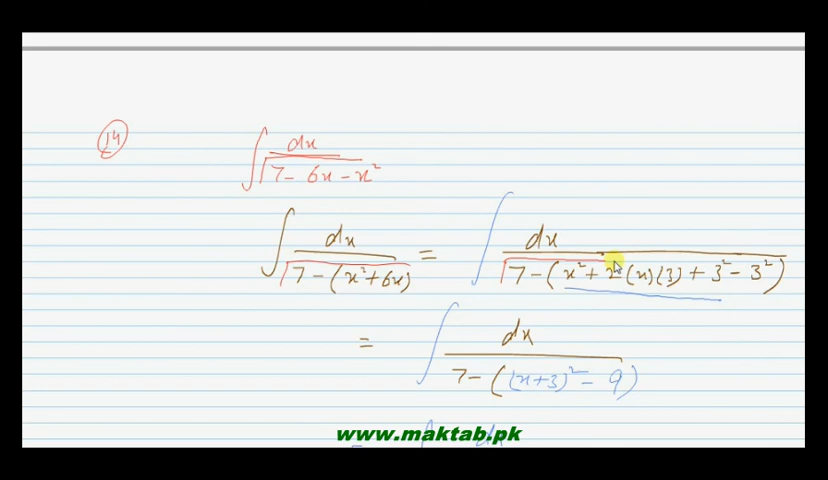 14
∫ dx / √(7 - 6x - x²)
∫ dx / √(7 - (x² + 6x)) = ∫ dx / √(7 - (x² + 2(x)(3) + 3² - 3²))
= ∫ dx / 7 - ((x+3)² - 9)
www.maktab.pk
= ∫ dx